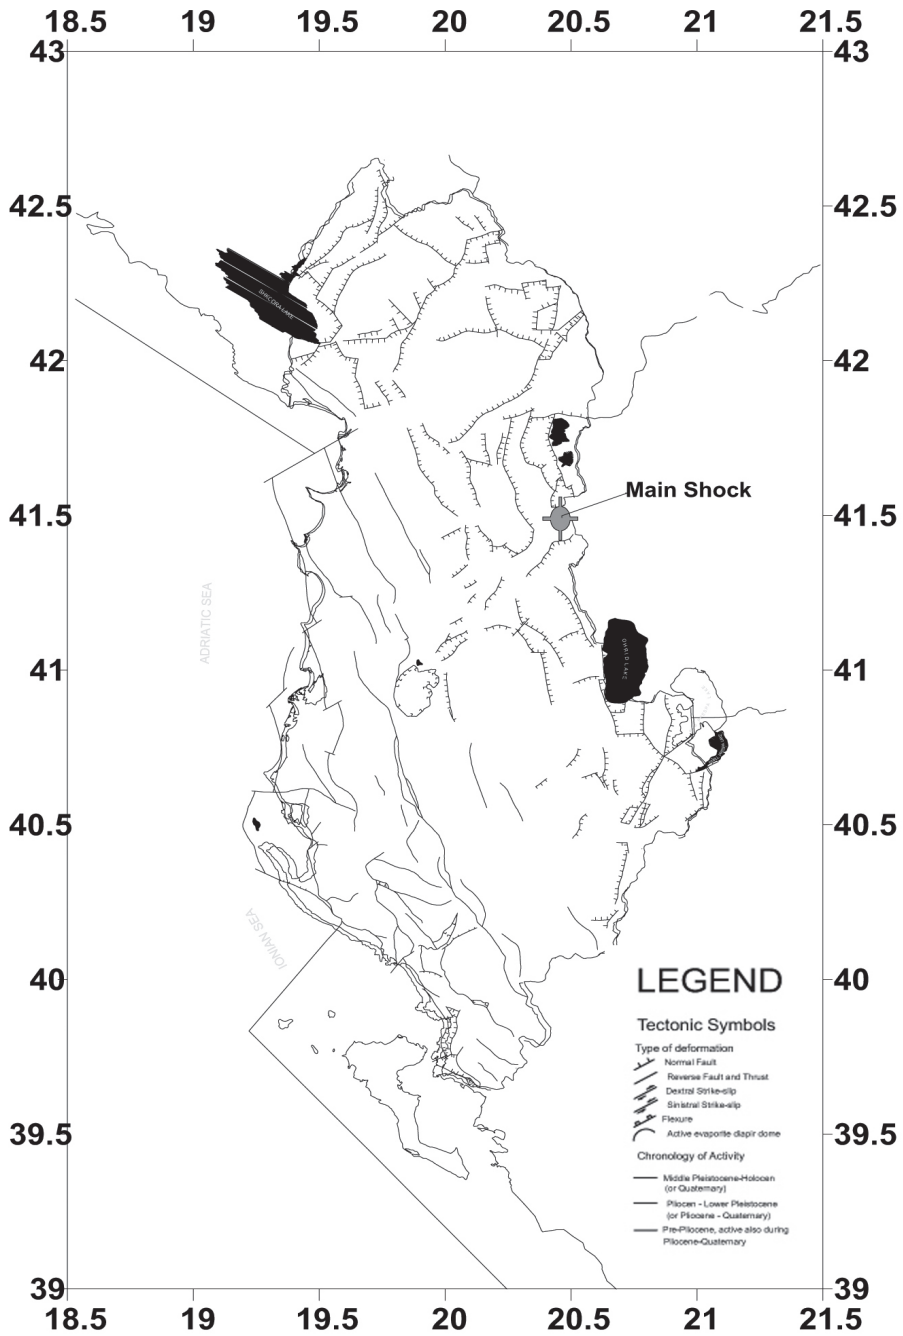 18.5 19 19.5 20 20.5 21 21.5
43 43
42.5 42.5
42 42
Main Shock
41.5 41.5
ADRIATIC SEA
OHRID LAKE
41 41
40.5 40.5
IONIAN SEA
40 40
39.5 39.5
39 39
18.5 19 19.5 20 20.5 21 21.5
LEGEND
Tectonic Symbols
Type of deformation
Normal Fault
Reverse Fault and Thrust
Dextral Strike-slip
Sinistral Strike-slip
Flexure
Active evaporite diapir dome
Chronology of Activity
Middle Pleistocene-Holocen
(or Quaternary)
Pliocen - Lower Pleistocene
(or Pliocene - Quaternary)
Pre-Pliocene, active also during
Pliocene-Quaternary